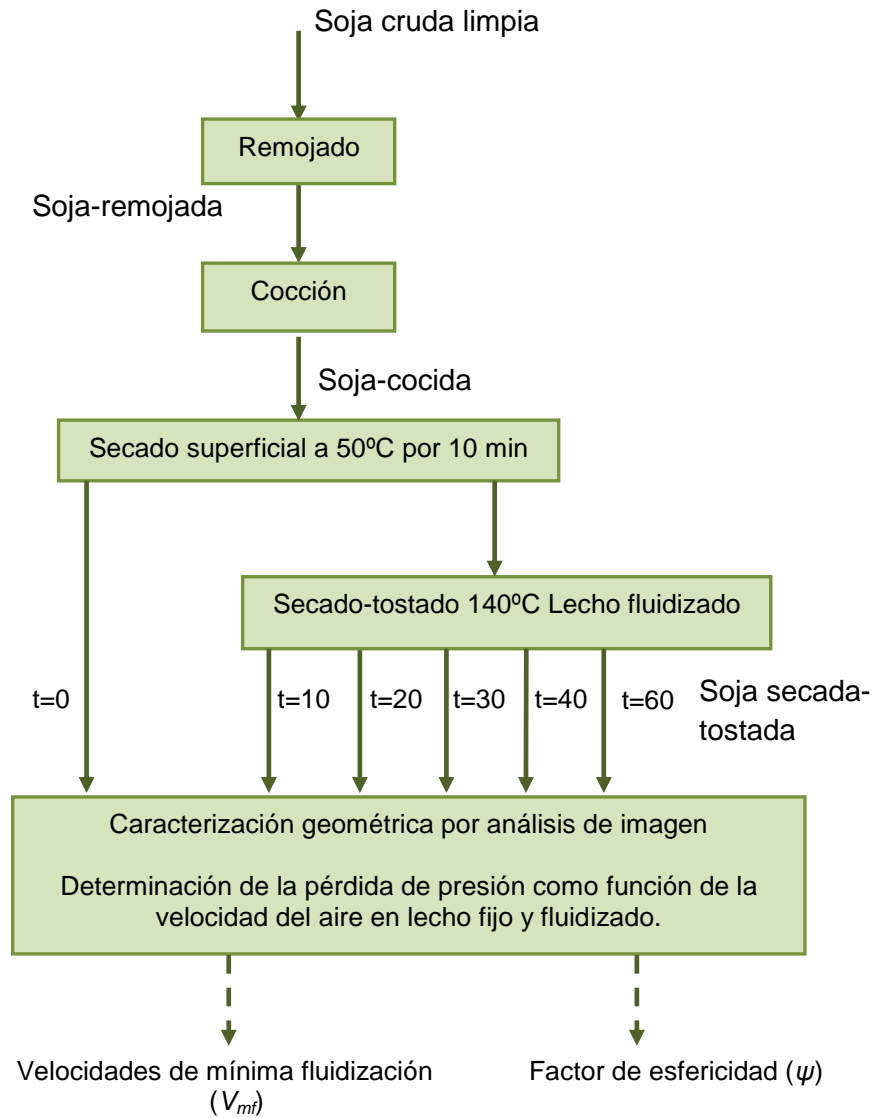 Soja cruda limpia
Remojado
Soja-remojada
Cocción
Soja-cocida
Secado superficial a 50ºC por 10 min
Secado-tostado 140ºC Lecho fluidizado
t=0
t=10
t=20
t=30
t=40
t=60
Soja secada-
tostada
Caracterización geométrica por análisis de imagen
Determinación de la pérdida de presión como función de la
velocidad del aire en lecho fijo y fluidizado.
Velocidades de mínima fluidización
(Vmf)
Factor de esfericidad (ψ)